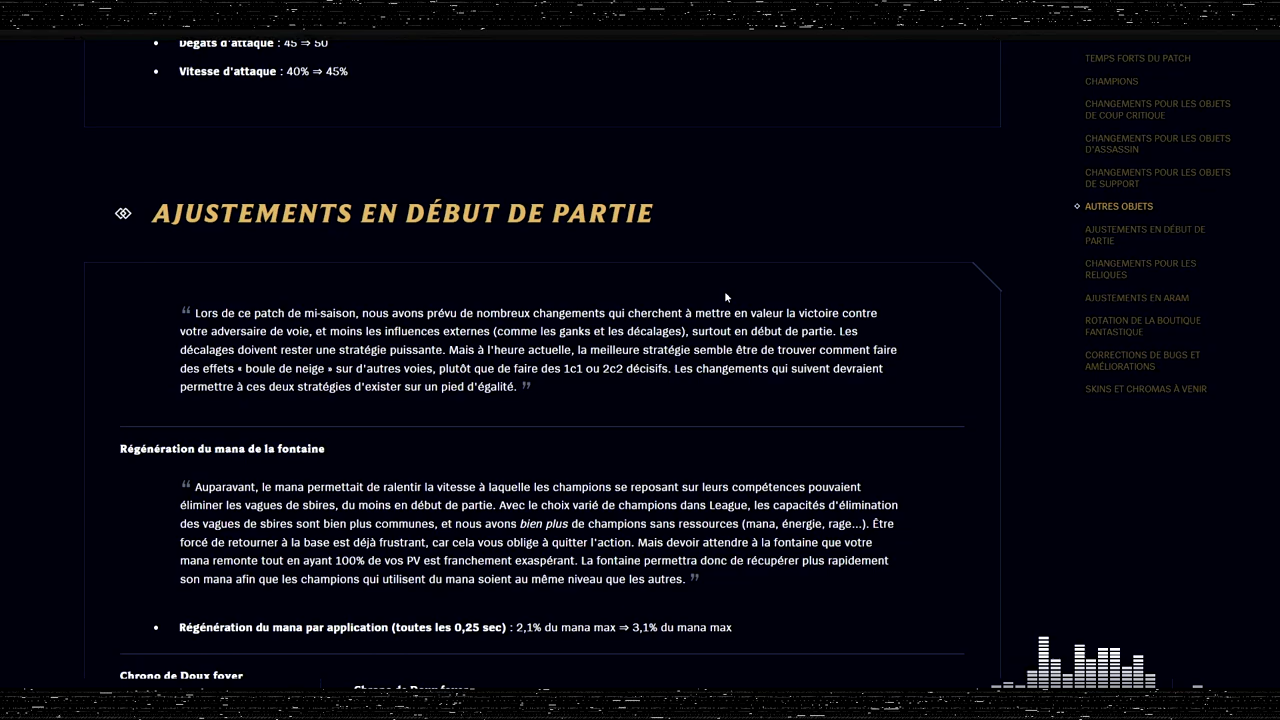 Dégâts d'attaque : 45 ⇒ 50
Vitesse d'attaque : 40% ⇒ 45%
AJUSTEMENTS EN DÉBUT DE PARTIE
“ Lors de ce patch de mi-saison, nous avons prévu de nombreux changements qui cherchent à mettre en valeur la victoire contre
votre adversaire de voie, et moins les influences externes (comme les ganks et les décalages), surtout en début de partie. Les
décalages doivent rester une stratégie puissante. Mais à l'heure actuelle, la meilleure stratégie semble être de trouver comment faire
des effets « boule de neige » sur d'autres voies, plutôt que de faire des 1c1 ou 2c2 décisifs. Les changements qui suivent devraient
permettre à ces deux stratégies d'exister sur un pied d'égalité. ”
Régénération du mana de la fontaine
“ Auparavant, le mana permettait de ralentir la vitesse à laquelle les champions se reposant sur leurs compétences pouvaient
éliminer les vagues de sbires, du moins en début de partie. Avec le choix varié de champions dans League, les capacités d'élimination
des vagues de sbires sont bien plus communes, et nous avons bien plus de champions sans ressources (mana, énergie, rage...). Être
forcé de retourner à la base est déjà frustrant, car cela vous oblige à quitter l'action. Mais devoir attendre à la fontaine que votre
mana remonte tout en ayant 100% de vos PV est franchement exaspérant. La fontaine permettra donc de récupérer plus rapidement
son mana afin que les champions qui utilisent du mana soient au même niveau que les autres. ”
Régénération du mana par application (toutes les 0,25 sec) : 2,1% du mana max ⇒ 3,1% du mana max
Chrono de Doux foyer
Chrono de Doux foyer
TEMPS FORTS DU PATCH
CHAMPIONS
CHANGEMENTS POUR LES OBJETS
DE COUP CRITIQUE
CHANGEMENTS POUR LES OBJETS
D'ASSASSIN
CHANGEMENTS POUR LES OBJETS
DE SUPPORT
AUTRES OBJETS
AJUSTEMENTS EN DÉBUT DE
PARTIE
CHANGEMENTS POUR LES
RELIQUES
AJUSTEMENTS EN ARAM
ROTATION DE LA BOUTIQUE
FANTASTIQUE
CORRECTIONS DE BUGS ET
AMÉLIORATIONS
SKINS ET CHROMAS À VENIR